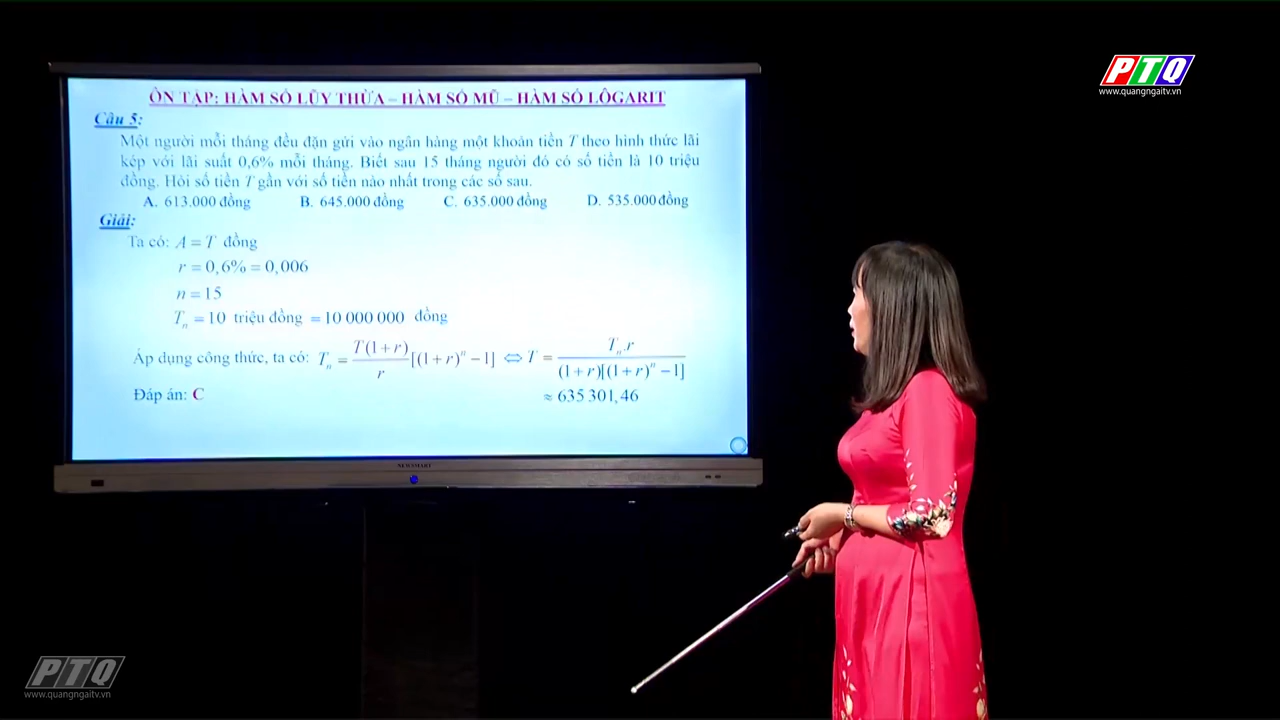 PTQ
www.quangngaitv.vn
ÔN TẬP: HÀM SỐ LŨY THỪA – HÀM SỐ MŨ – HÀM SỐ LÔGARIT
Câu 5:
Một người mỗi tháng đều đặn gửi vào ngân hàng một khoản tiền T theo hình thức lãi
kép với lãi suất 0,6% mỗi tháng. Biết sau 15 tháng người đó có số tiền là 10 triệu
đồng. Hỏi số tiền T gần với số tiền nào nhất trong các số sau.
A. 613.000 đồng B. 645.000 đồng C. 635.000 đồng D. 535.000 đồng
Giải:
Ta có: A = T đồng
r = 0,6% = 0,006
n = 15
Tₙ = 10 triệu đồng = 10 000 000 đồng
Áp dụng công thức, ta có: Tₙ = T(1+r)/r [(1+r)ⁿ −1] ⇔ T = Tₙ.r / (1+r)[(1+r)ⁿ −1]
Đáp án: C ≈ 635 301,46
NEWSMART
PTQ
www.quangngaitv.vn